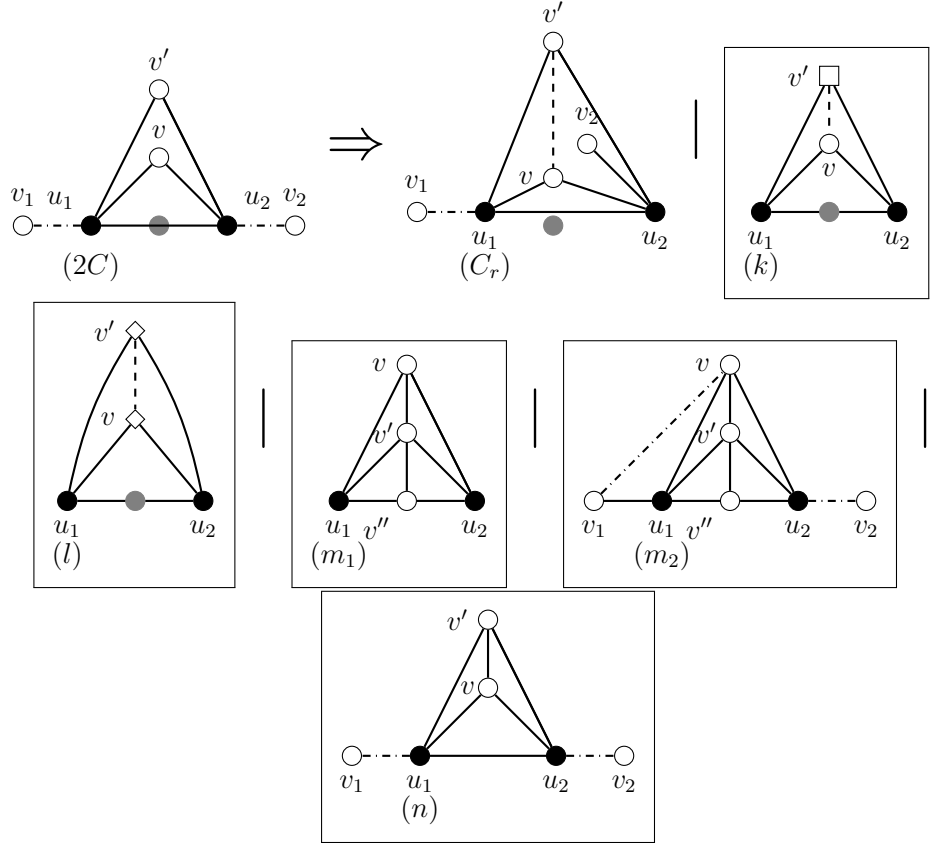 v′
v′
v′
v
v₂
v
v
v₁
u₁
u₂
v₂
v₁
u₁
u₂
u₁
u₂
(2C)
(C_r)
(k)
v′
v
v
v
v′
v′
u₁
u₂
u₁
v″
u₂
v₁
u₁
v″
u₂
v₂
(l)
(m₁)
(m₂)
v′
v
v₁
u₁
u₂
v₂
(n)